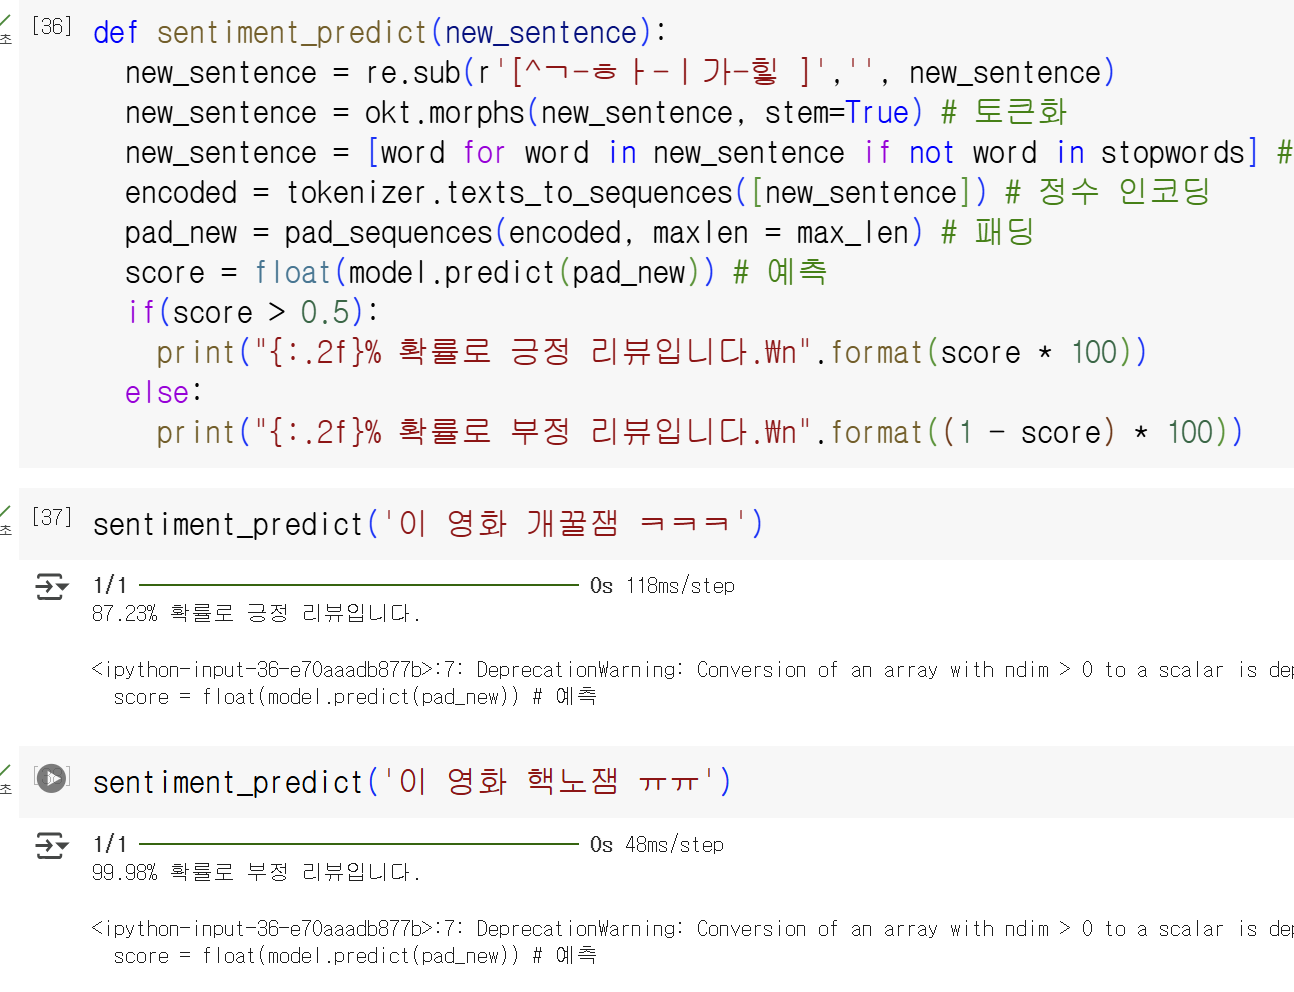 [36] def sentiment_predict(new_sentence):
new_sentence = re.sub(r'[^ㄱ-ㅎㅏ-ㅣ가-힣 ]','', new_sentence)
new_sentence = okt.morphs(new_sentence, stem=True) # 토큰화
new_sentence = [word for word in new_sentence if not word in stopwords] #
encoded = tokenizer.texts_to_sequences([new_sentence]) # 정수 인코딩
pad_new = pad_sequences(encoded, maxlen = max_len) # 패딩
score = float(model.predict(pad_new)) # 예측
if(score > 0.5):
print("{:.2f}% 확률로 긍정 리뷰입니다.₩n".format(score * 100))
else:
print("{:.2f}% 확률로 부정 리뷰입니다.₩n".format((1 - score) * 100))
초
[37] sentiment_predict('이 영화 개꿀잼 ㅋㅋㅋ')
초
1/1 0s 118ms/step
87.23% 확률로 긍정 리뷰입니다.
<ipython-input-36-e70aaadb877b>:7: DeprecationWarning: Conversion of an array with ndim > 0 to a scalar is dep
score = float(model.predict(pad_new)) # 예측
sentiment_predict('이 영화 핵노잼 ㅠㅠ')
초
1/1 0s 48ms/step
99.98% 확률로 부정 리뷰입니다.
<ipython-input-36-e70aaadb877b>:7: DeprecationWarning: Conversion of an array with ndim > 0 to a scalar is dep
score = float(model.predict(pad_new)) # 예측